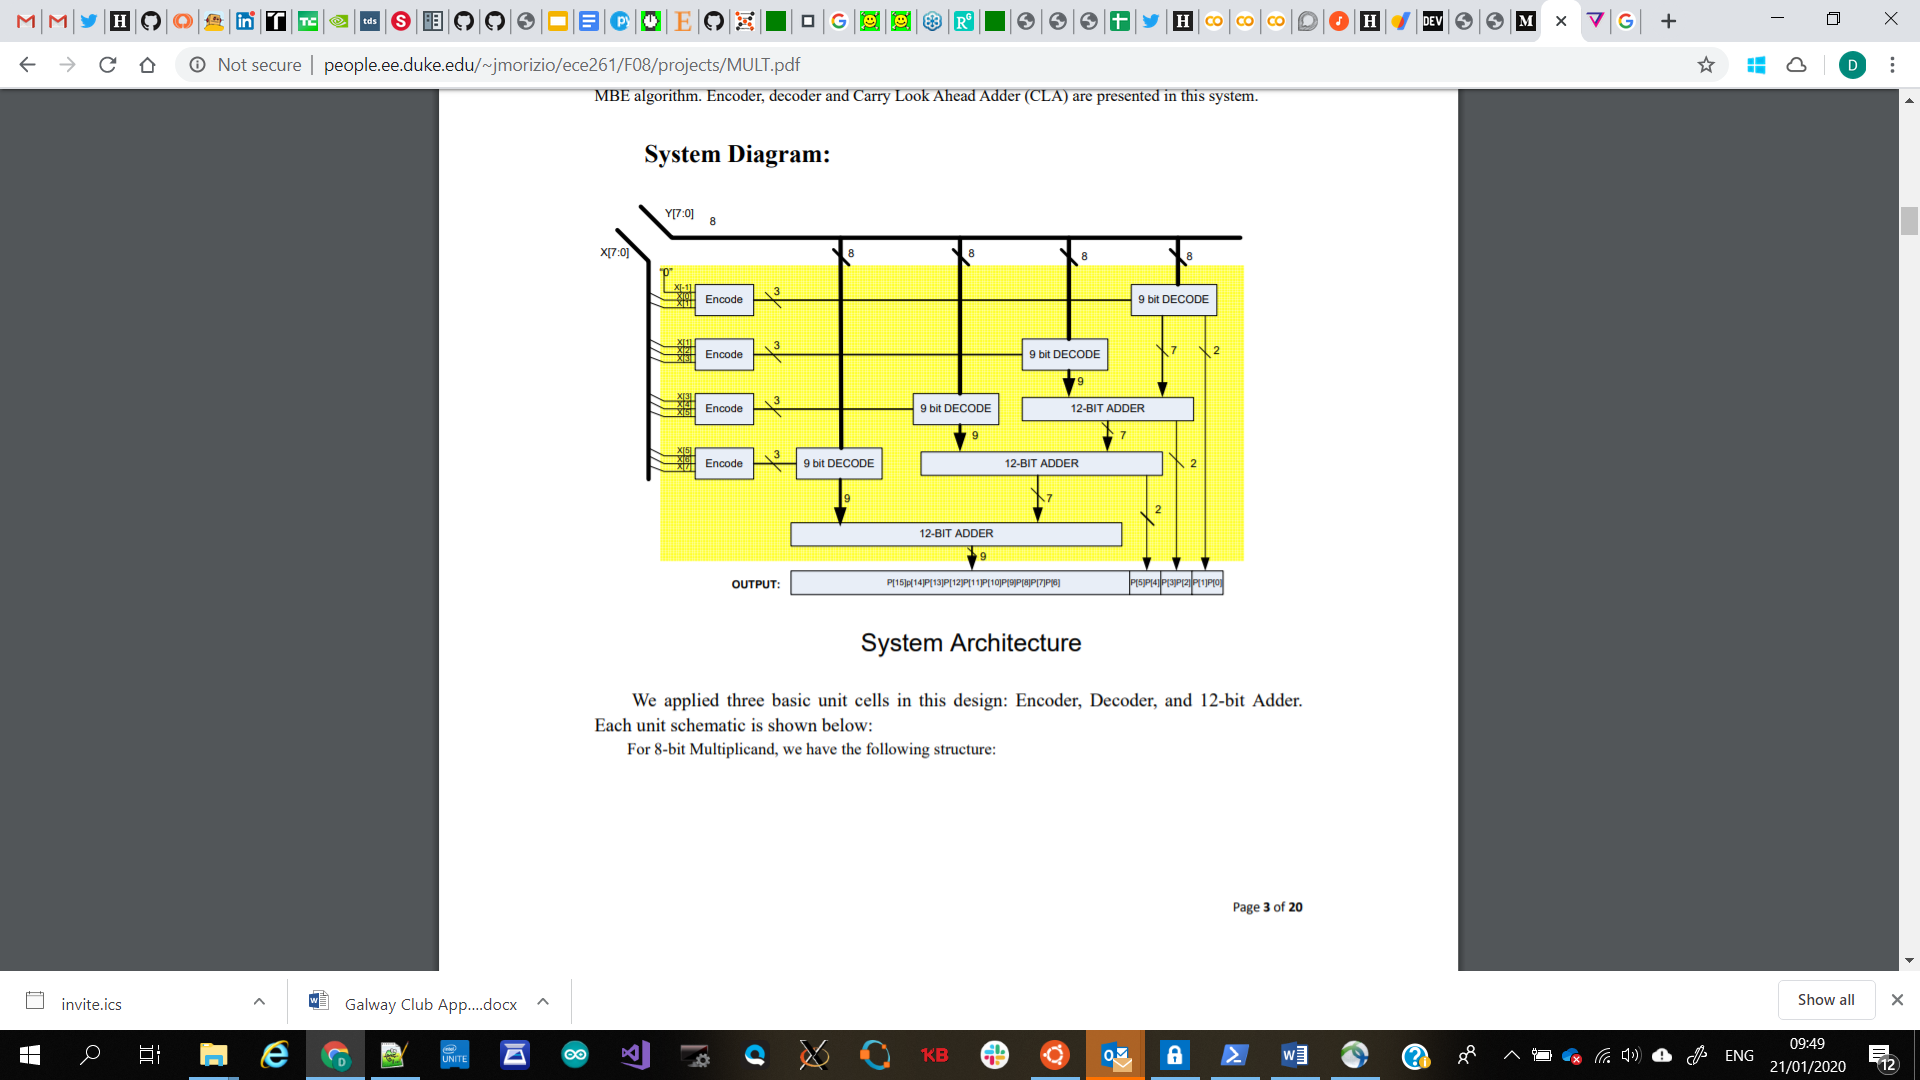 Not secure
people.ee.duke.edu/~jmorizio/ece261/F08/projects/MULT.pdf
D
MBE algorithm. Encoder, decoder and Carry Look Ahead Adder (CLA) are presented in this system.
System Diagram:
Y[7:0] 8
X[7:0] 8 8 8 8
"0"
X[-1]
X[0]
X[1]
Encode 3 9 bit DECODE
X[1]
X[2]
X[3]
Encode 3 9 bit DECODE 7 2
9
X[3]
X[4]
X[5]
Encode 3 9 bit DECODE 12-BIT ADDER
9 7
X[5]
X[6]
X[7]
Encode 3 9 bit DECODE 12-BIT ADDER 2
9 7 2
12-BIT ADDER
9
OUTPUT: P[15]p[14]P[13]P[12]P[11]P[10]P[9]P[8]P[7]P[6] P[5]P[4] P[3]P[2] P[1]P[0]
System Architecture
We applied three basic unit cells in this design: Encoder, Decoder, and 12-bit Adder.
Each unit schematic is shown below:
For 8-bit Multiplicand, we have the following structure:
Page 3 of 20
invite.ics
Galway Club App....docx
Show all
ENG
09:49
21/01/2020
12